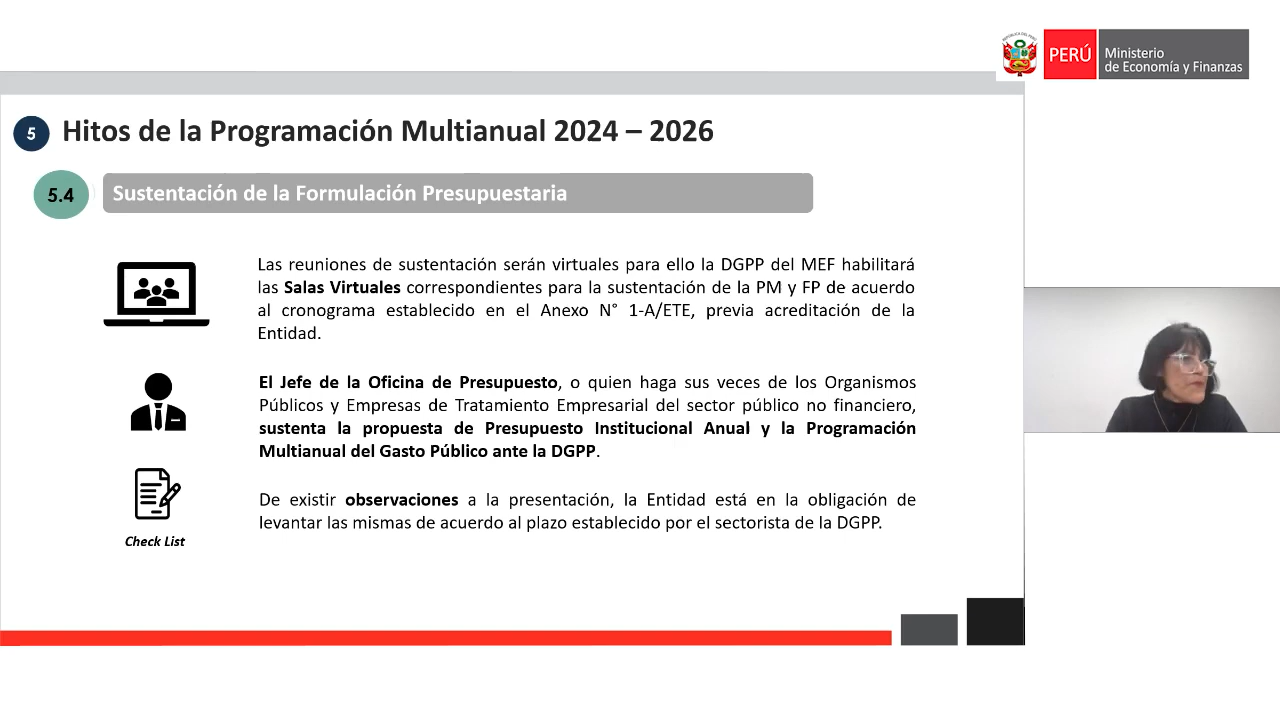 PERÚ
Ministerio
de Economía y Finanzas
5
Hitos de la Programación Multianual 2024 – 2026
5.4
Sustentación de la Formulación Presupuestaria
Las reuniones de sustentación serán virtuales para ello la DGPP del MEF habilitará
las Salas Virtuales correspondientes para la sustentación de la PM y FP de acuerdo
al cronograma establecido en el Anexo N° 1-A/ETE, previa acreditación de la
Entidad.
El Jefe de la Oficina de Presupuesto, o quien haga sus veces de los Organismos
Públicos y Empresas de Tratamiento Empresarial del sector público no financiero,
sustenta la propuesta de Presupuesto Institucional Anual y la Programación
Multianual del Gasto Público ante la DGPP.
De existir observaciones a la presentación, la Entidad está en la obligación de
levantar las mismas de acuerdo al plazo establecido por el sectorista de la DGPP.
Check List